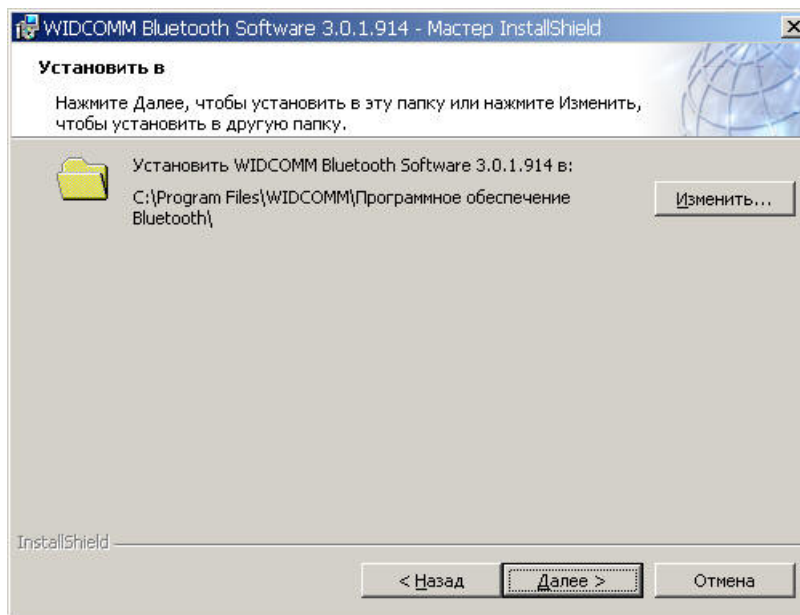 WIDCOMM Bluetooth Software 3.0.1.914 - Мастер InstallShield
Установить в
Нажмите Далее, чтобы установить в эту папку или нажмите Изменить,
чтобы установить в другую папку.
Установить WIDCOMM Bluetooth Software 3.0.1.914 в:
C:\Program Files\WIDCOMM\Программное обеспечение
Bluetooth\
Изменить...
InstallShield
< Назад
Далее >
Отмена